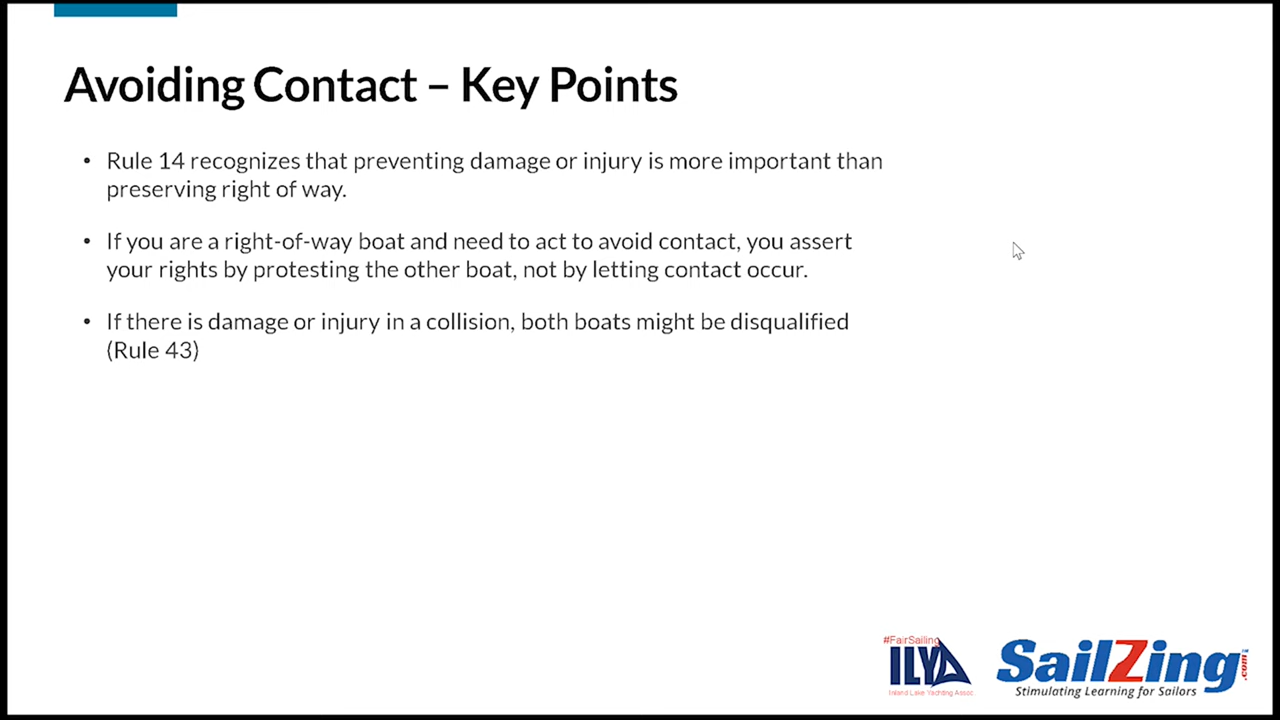 Avoiding Contact – Key Points
• Rule 14 recognizes that preventing damage or injury is more important than
preserving right of way.
• If you are a right-of-way boat and need to act to avoid contact, you assert
your rights by protesting the other boat, not by letting contact occur.
• If there is damage or injury in a collision, both boats might be disqualified
(Rule 43)
#FairSailing
ILYA
Inland Lake Yachting Assoc.
SailZing.com™
Stimulating Learning for Sailors